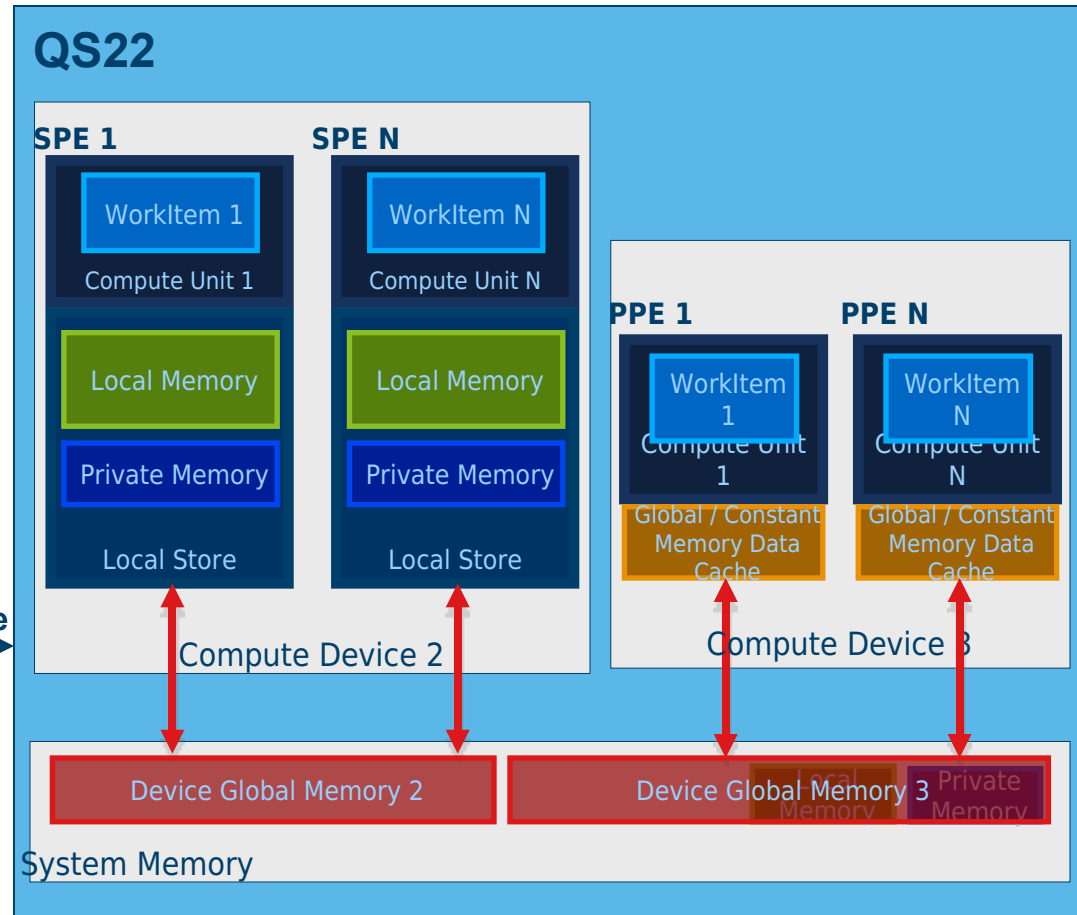 QS22
SPE 1
SPE N
WorkItem 1
Compute Unit 1
WorkItem N
Compute Unit N
Local Memory
Local Memory
Private Memory
Private Memory
Local Store
Local Store
Compute Device 2
PPE 1
PPE N
WorkItem
1
Compute Unit
1
WorkItem
N
Compute Unit
N
Global / Constant
Memory Data
Cache
Global / Constant
Memory Data
Cache
Compute Device 3
e
Device Global Memory 2
Device Global Memory 3
Local
Memory
Private
Memory
System Memory